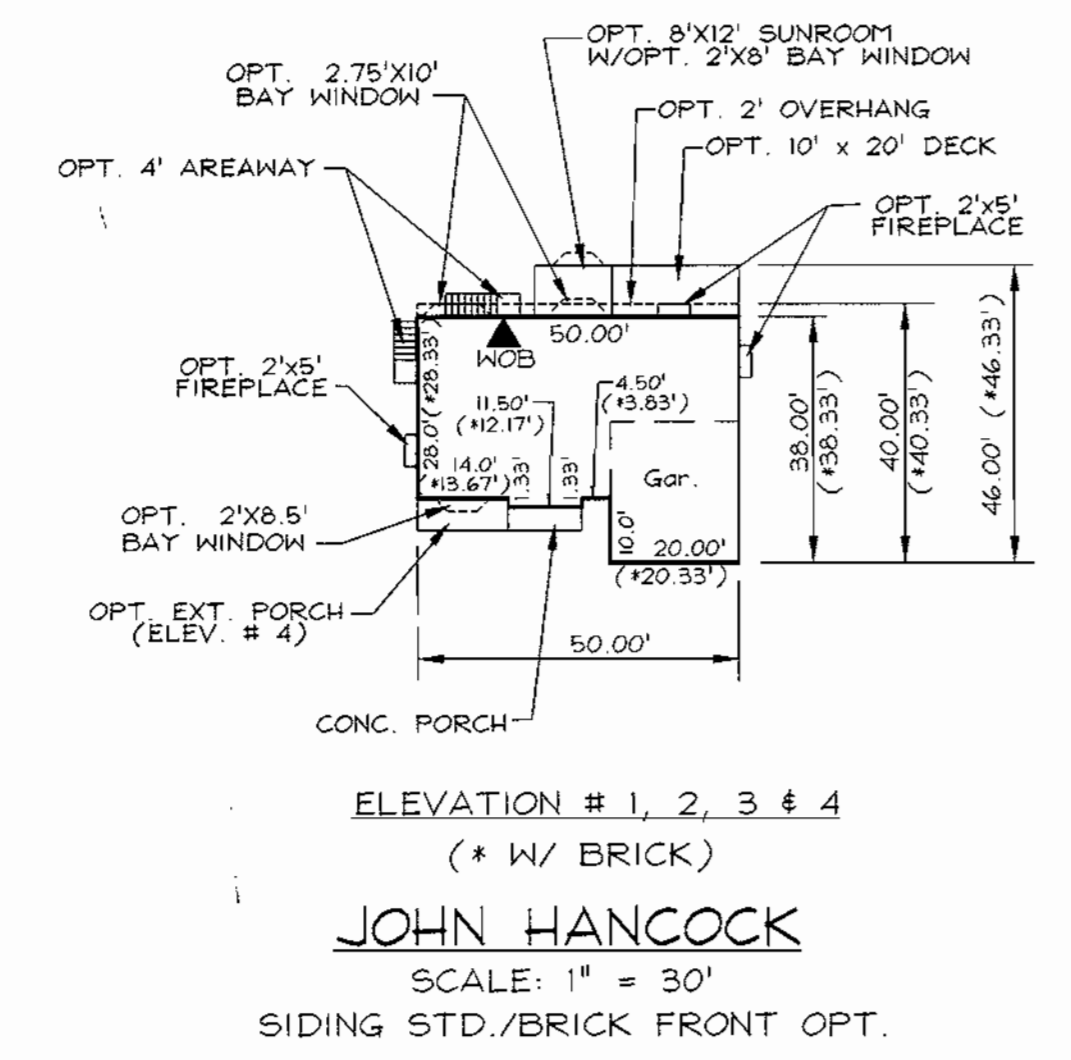 OPT. 8'X12' SUNROOM
W/OPT. 2'X8' BAY WINDOW
OPT. 2.75'X10'
BAY WINDOW
OPT. 2' OVERHANG
OPT. 10' x 20' DECK
OPT. 4' AREAWAY
OPT. 2'x5'
FIREPLACE
50.00'
WOB
28.0' (*28.33')
OPT. 2'x5'
FIREPLACE
4.50'
(*3.83')
11.50'
(*12.17')
14.0'
(*13.67')
1.33'
1.33'
Gar.
10.0'
20.00'
(*20.33')
38.00'
(*38.33')
40.00'
(*40.33')
46.00' (*46.33')
OPT. 2'X8.5'
BAY WINDOW
OPT. EXT. PORCH
(ELEV. # 4)
50.00'
CONC. PORCH
ELEVATION # 1, 2, 3 & 4
(* W/ BRICK)
JOHN HANCOCK
SCALE: 1" = 30'
SIDING STD./BRICK FRONT OPT.